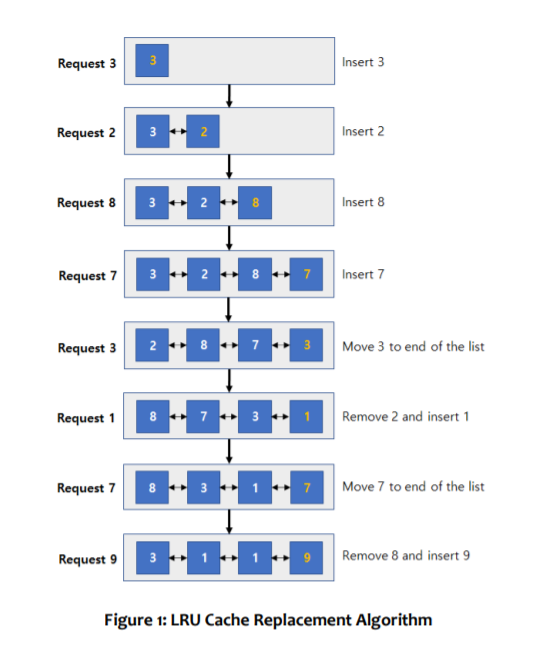 Request 3 3 Insert 3
Request 2 3 2 Insert 2
Request 8 3 2 8 Insert 8
Request 7 3 2 8 7 Insert 7
Request 3 2 8 7 3 Move 3 to end of the list
Request 1 8 7 3 1 Remove 2 and insert 1
Request 7 8 3 1 7 Move 7 to end of the list
Request 9 3 1 1 9 Remove 8 and insert 9
Figure 1: LRU Cache Replacement Algorithm